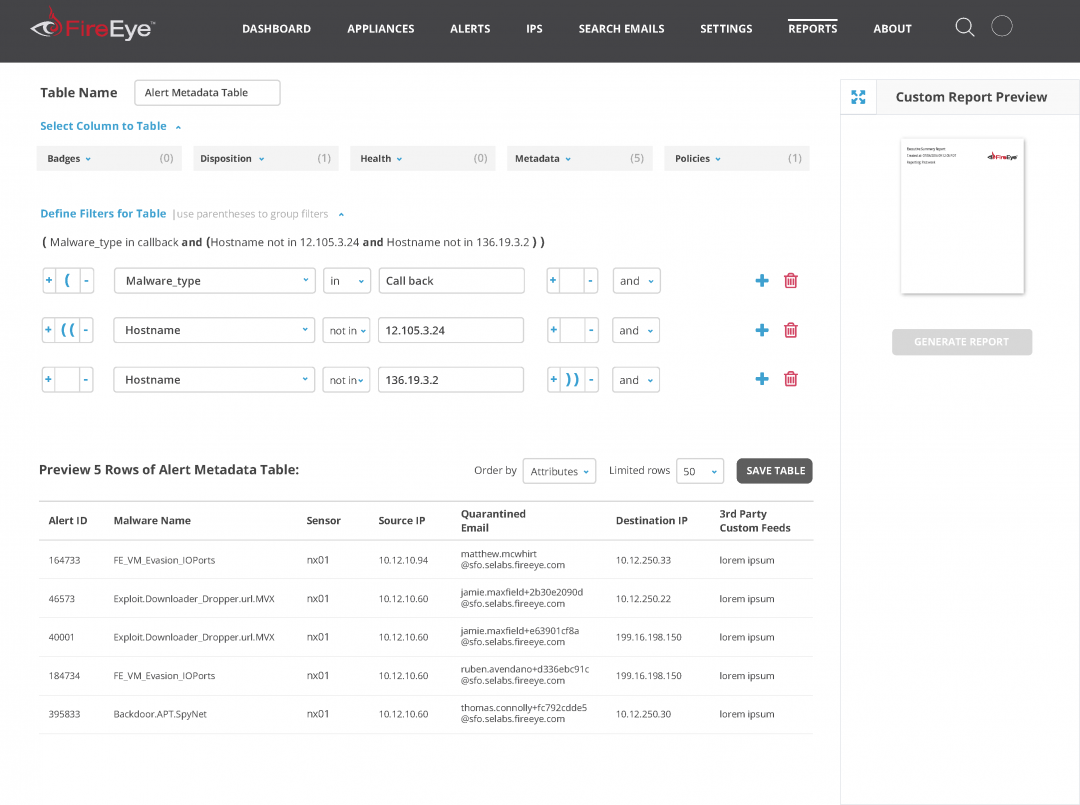 FireEye™
DASHBOARD APPLIANCES ALERTS IPS SEARCH EMAILS SETTINGS REPORTS ABOUT
Table Name Alert Metadata Table
Custom Report Preview
Select Column to Table
Badges (0) Disposition (1) Health (0) Metadata (5) Policies (1)
Executive Summary Report
FireEye
Define Filters for Table |use parentheses to group filters
( Malware_type in callback and (Hostname not in 12.105.3.24 and Hostname not in 136.19.3.2 ) )
+ ( - Malware_type in Call back + - and
+ (( - Hostname not in 12.105.3.24 + - and
GENERATE REPORT
+ - Hostname not in 136.19.3.2 + )) - and
Preview 5 Rows of Alert Metadata Table: Order by Attributes Limited rows 50 SAVE TABLE
Alert ID Malware Name Sensor Source IP Quarantined Email Destination IP 3rd Party Custom Feeds
164733 FE_VM_Evasion_IOPorts nx01 10.12.10.94 matthew.mcwhirt @sfo.selabs.fireeye.com 10.12.250.33 lorem ipsum
46573 Exploit.Downloader_Dropper.url.MVX nx01 10.12.10.60 jamie.maxfield+2b30e2090d @sfo.selabs.fireeye.com 10.12.250.22 lorem ipsum
40001 Exploit.Downloader_Dropper.url.MVX nx01 10.12.10.60 jamie.maxfield+e63901cf8a @sfo.selabs.fireeye.com 199.16.198.150 lorem ipsum
184734 FE_VM_Evasion_IOPorts nx01 10.12.10.60 ruben.avendano+d336ebc91c @sfo.selabs.fireeye.com 199.16.198.150 lorem ipsum
395833 Backdoor.APT.SpyNet nx01 10.12.10.60 thomas.connolly+fc792cdde5 @sfo.selabs.fireeye.com 10.12.250.30 lorem ipsum